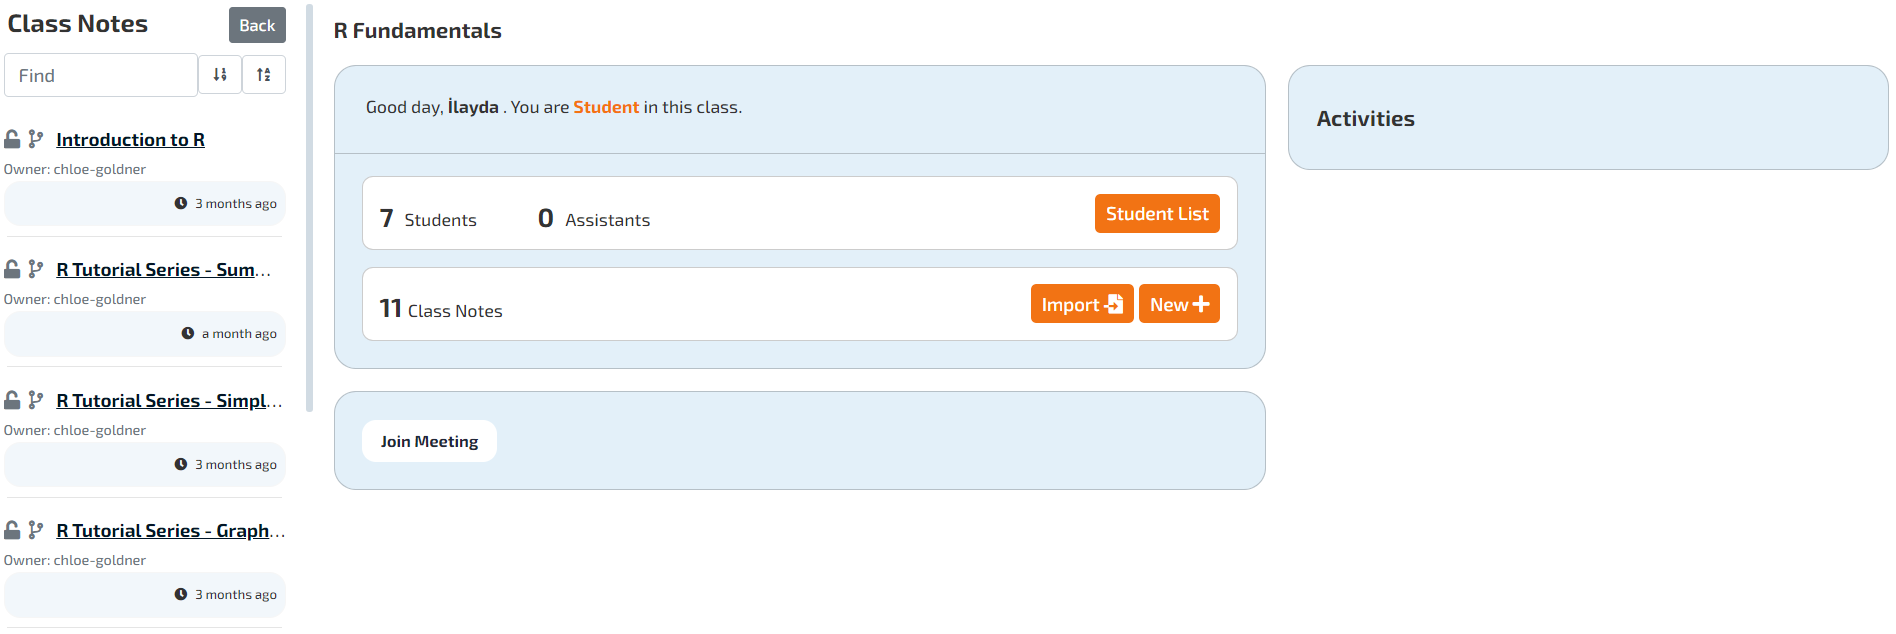 Class Notes
Back
Find
Introduction to R
Owner: chloe-goldner
3 months ago
R Tutorial Series - Sum...
Owner: chloe-goldner
a month ago
R Tutorial Series - Simpl...
Owner: chloe-goldner
3 months ago
R Tutorial Series - Graph...
Owner: chloe-goldner
3 months ago
R Fundamentals
Good day, İlayda . You are Student in this class.
7 Students 0 Assistants
Student List
11 Class Notes
Import
New
Join Meeting
Activities